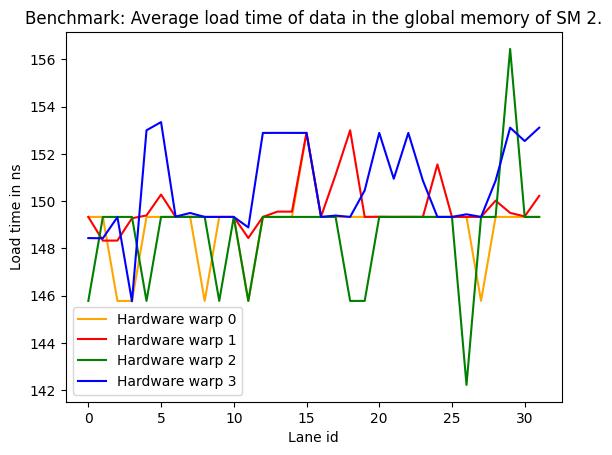 Benchmark: Average load time of data in the global memory of SM 2.
Load time in ns
156
154
152
150
148
146
144
142
Hardware warp 0
Hardware warp 1
Hardware warp 2
Hardware warp 3
0 5 10 15 20 25 30
Lane id